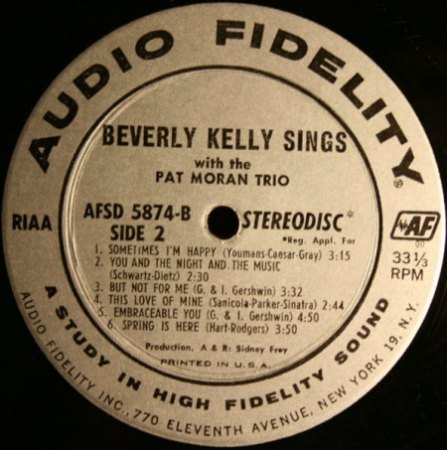 AUDIO FIDELITY®
BEVERLY KELLY SINGS
with the
PAT MORAN TRIO
RIAA
AFSD 5874-B
SIDE 2
STEREODISC*
*Reg. Appl. For
AF
33⅓
RPM
1. SOMETIMES I'M HAPPY (Youmans-Caesar-Gray) 3:15
2. YOU AND THE NIGHT AND THE MUSIC
(Schwartz-Dietz) 2:30
3. BUT NOT FOR ME (G. & I. Gershwin) 3:32
4. THIS LOVE OF MINE (Sanicola-Parker-Sinatra) 2:44
5. EMBRACEABLE YOU (G. & I. Gershwin) 4:50
6. SPRING IS HERE (Hart-Rodgers) 3:50
Production, A & R: Sidney Frey
PRINTED IN U.S.A.
A STUDY IN HIGH FIDELITY SOUND
AUDIO FIDELITY INC., 770 ELEVENTH AVENUE, NEW YORK 19, N.Y.